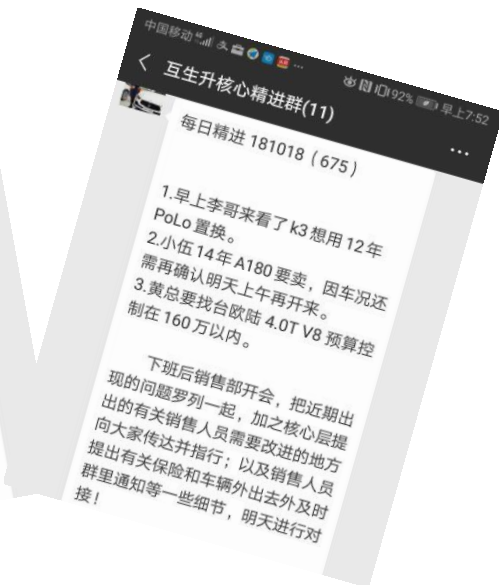 中国移动 4G 92% 早上7:52
互生升核心精进群(11)
每日精进 181018（675）
1.早上李哥来看了k3想用12年
PoLo置换。
2.小伍14年A180要卖，因车况还
需再确认明天上午再开来。
3.黄总要找台欧陆 4.0T V8 预算控
制在160万以内。
下班后销售部开会，把近期出
现的问题罗列一起，加之核心层提
出的有关销售人员需要改进的地方
向大家传达并指行；以及销售人员
提出有关保险和车辆外出去外及时
群里通知等一些细节，明天进行对
接！